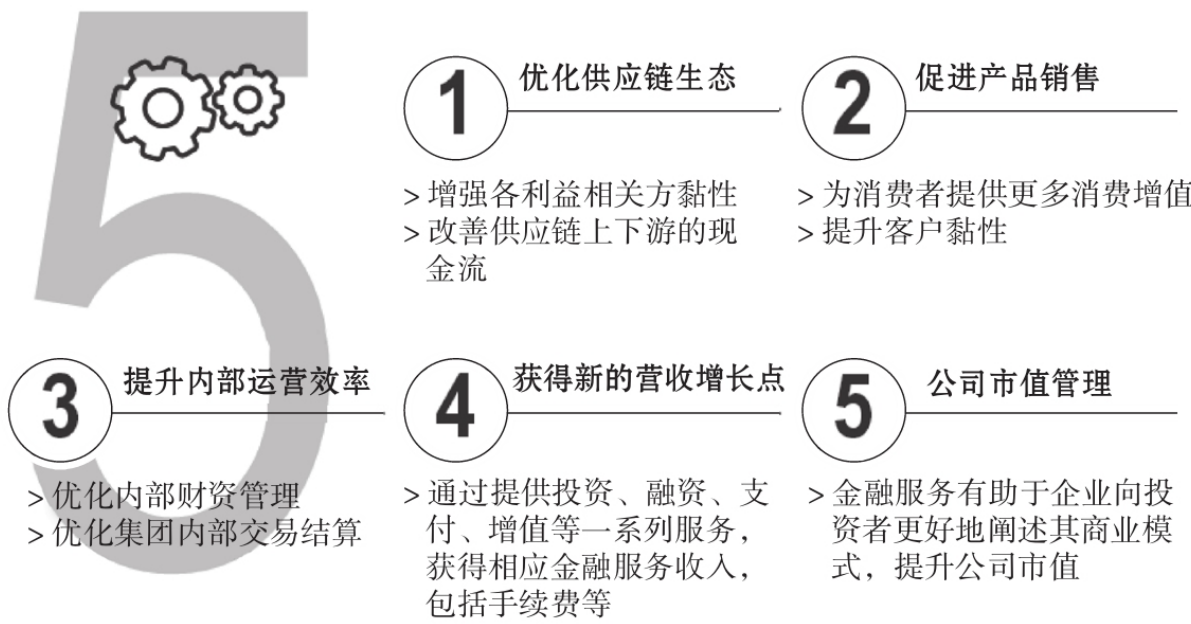 5
1
优化供应链生态
> 增强各利益相关方黏性
> 改善供应链上下游的现
金流
2
促进产品销售
> 为消费者提供更多消费增值
> 提升客户黏性
3
提升内部运营效率
> 优化内部财资管理
> 优化集团内部交易结算
4
获得新的营收增长点
> 通过提供投资、融资、支
付、增值等一系列服务，
获得相应金融服务收入，
包括手续费等
5
公司市值管理
> 金融服务有助于企业向投
资者更好地阐述其商业模
式，提升公司市值